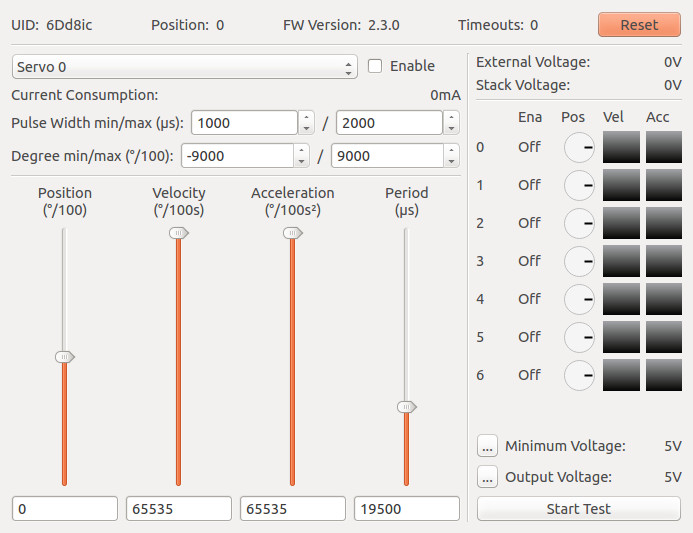 UID: 6Dd8ic Position: 0 FW Version: 2.3.0 Timeouts: 0 Reset
Servo 0 Enable
Current Consumption: 0mA
Pulse Width min/max (µs): 1000 / 2000
Degree min/max (°/100): -9000 / 9000
Position (°/100)
Velocity (°/100s)
Acceleration (°/100s²)
Period (µs)
0 65535 65535 19500
External Voltage: 0V
Stack Voltage: 0V
Ena Pos Vel Acc
0 Off
1 Off
2 Off
3 Off
4 Off
5 Off
6 Off
... Minimum Voltage: 5V
... Output Voltage: 5V
Start Test